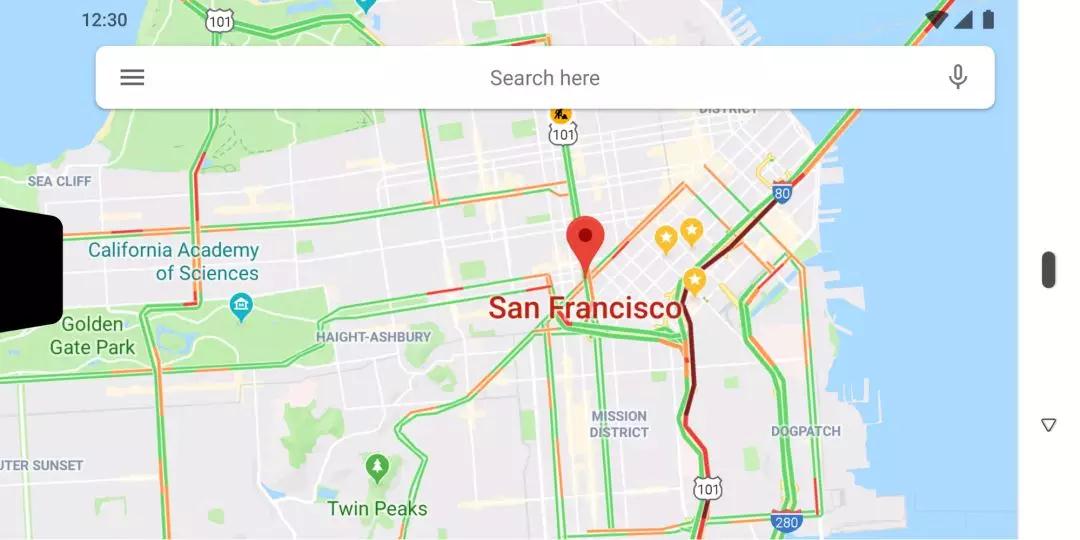 12:30
101
Search here
DISTRICT
101
SEA CLIFF
80
California Academy
of Sciences
San Francisco
Golden
Gate Park
HAIGHT-ASHBURY
MISSION
DISTRICT
DOGPATCH
UTER SUNSET
101
Twin Peaks
280